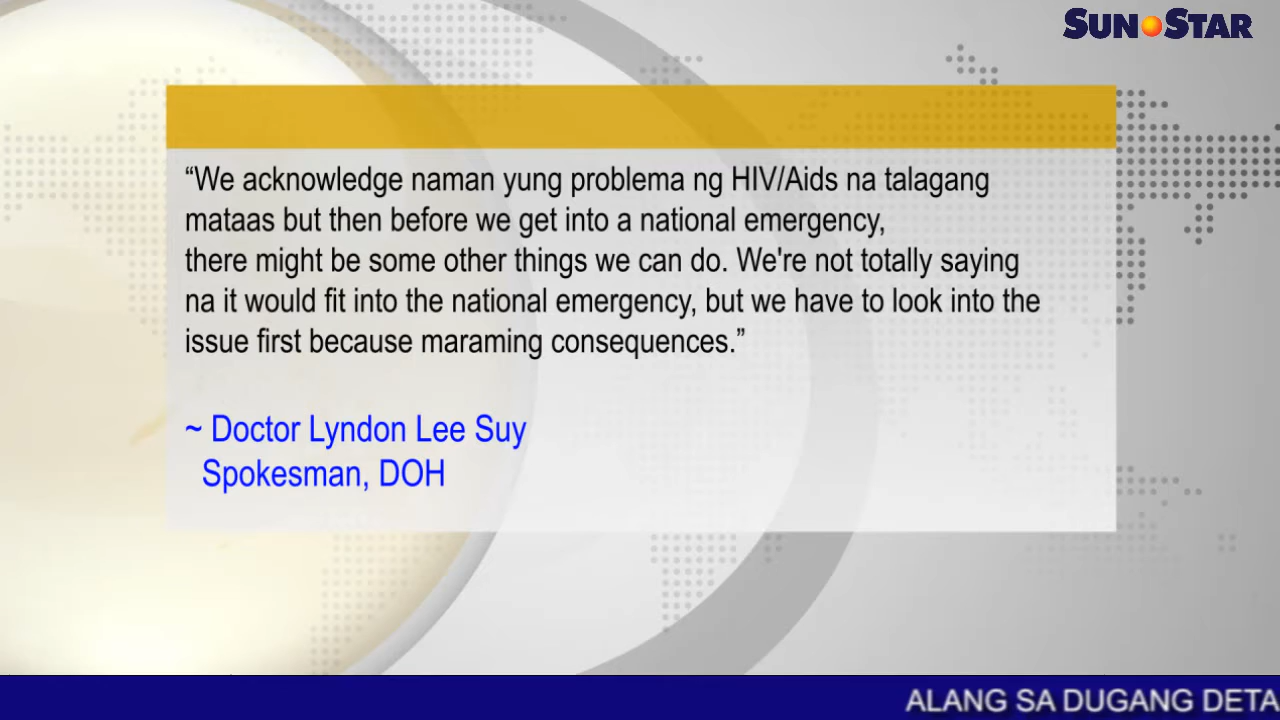 SUN STAR
“We acknowledge naman yung problema ng HIV/Aids na talagang
mataas but then before we get into a national emergency,
there might be some other things we can do. We're not totally saying
na it would fit into the national emergency, but we have to look into the
issue first because maraming consequences.”
~ Doctor Lyndon Lee Suy
Spokesman, DOH
ALANG SA DUGANG DETA